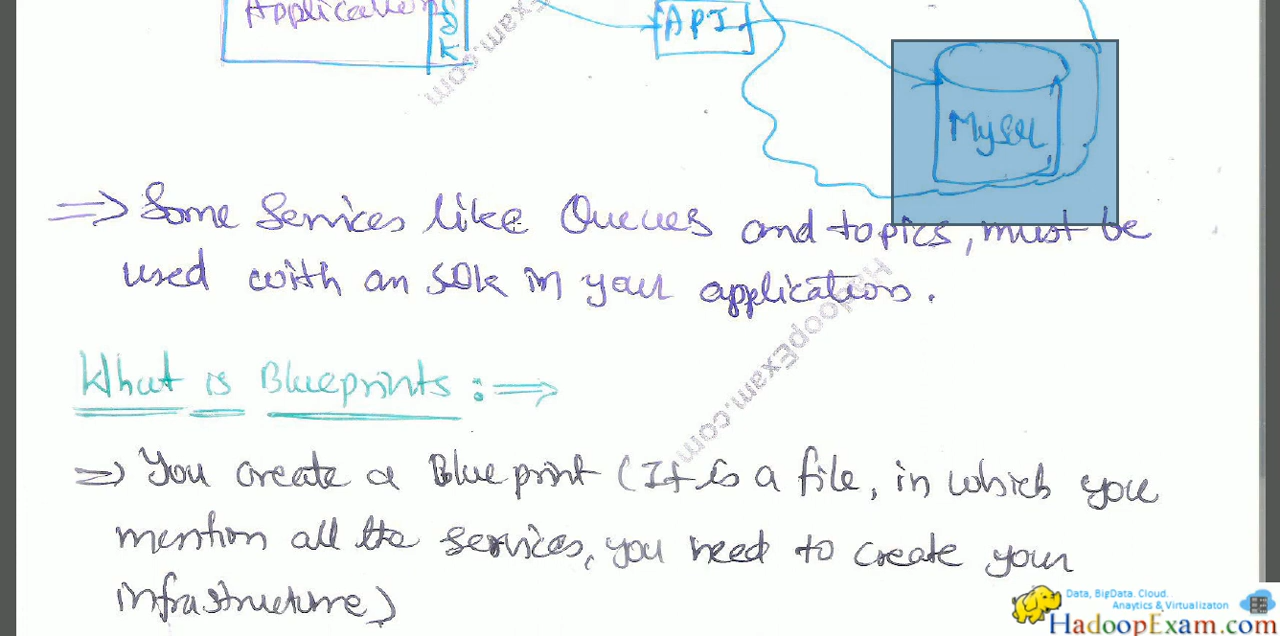 Application
API
MySQL
⇒ Some Services like Queues and topics, must be
used with an SDK in your application.
What is Blueprints :⇒
⇒ You create a Blueprint (It is a file, in which you
mention all the services, you need to create your
infrastructure)
HadoopExam.com
Data, BigData. Cloud.
Anaytics & Virtualizaton
HadoopExam.com